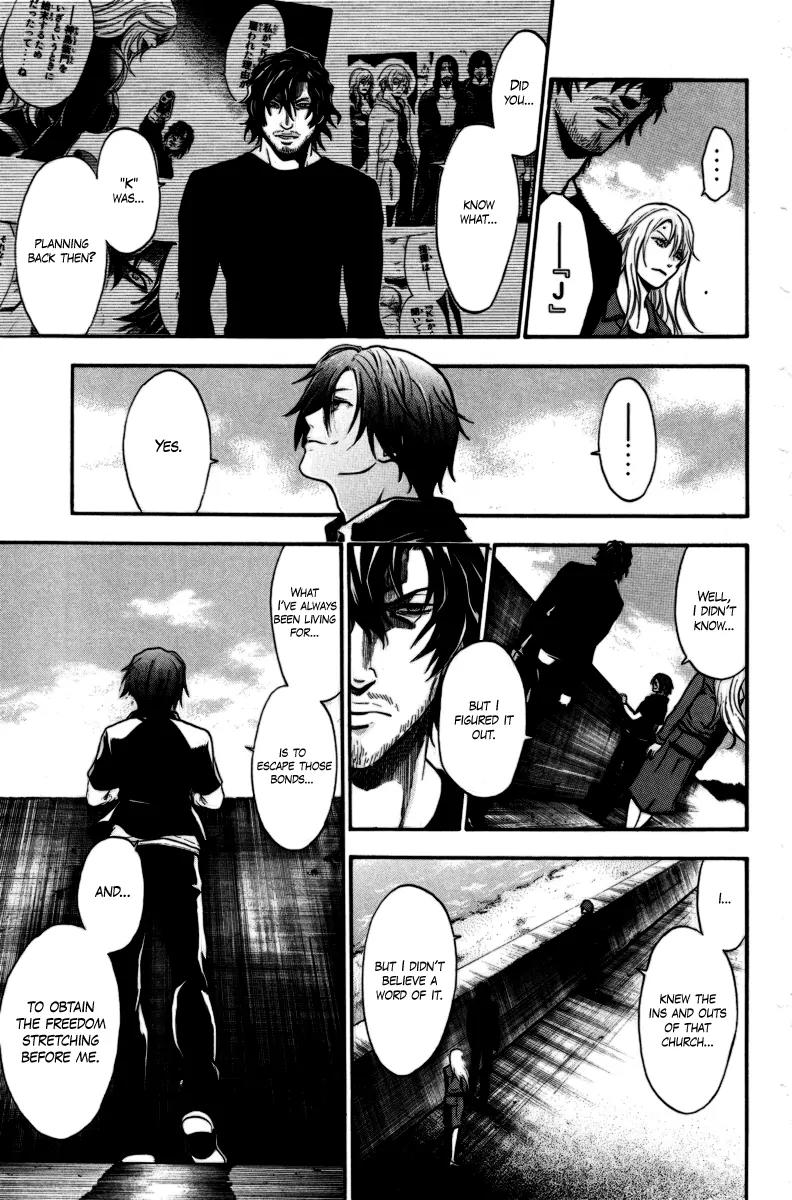 ....
——『J』
DID
YOU...
KNOW
WHAT...
"K"
WAS...
PLANNING
BACK THEN?
——....
YES.
WELL,
I DIDN'T
KNOW...
BUT I
FIGURED IT
OUT.
I...
KNEW THE
INS AND OUTS
OF THAT
CHURCH...
BUT I DIDN'T
BELIEVE A
WORD OF IT.
WHAT
I'VE ALWAYS
BEEN LIVING
FOR...
IS TO
ESCAPE THOSE
BONDS...
AND...
TO OBTAIN
THE FREEDOM
STRETCHING
BEFORE ME.